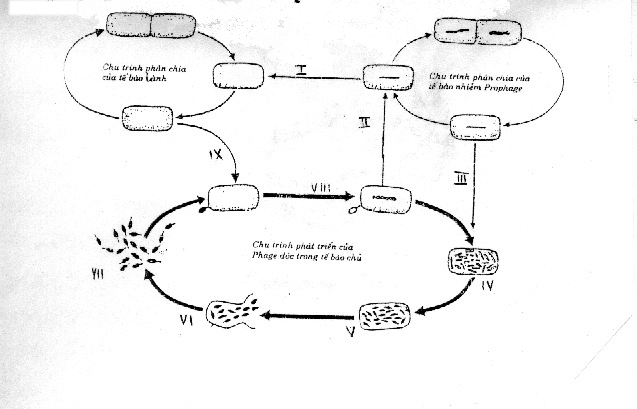 Chu trình phân chia
của tế bào lành
I
Chu trình phân chia của
tế bào nhiễm Prophage
II
III
IX
VIII
Chu trình phát triển của
Phage độc trong tế bào chủ
VII
IV
VI
V